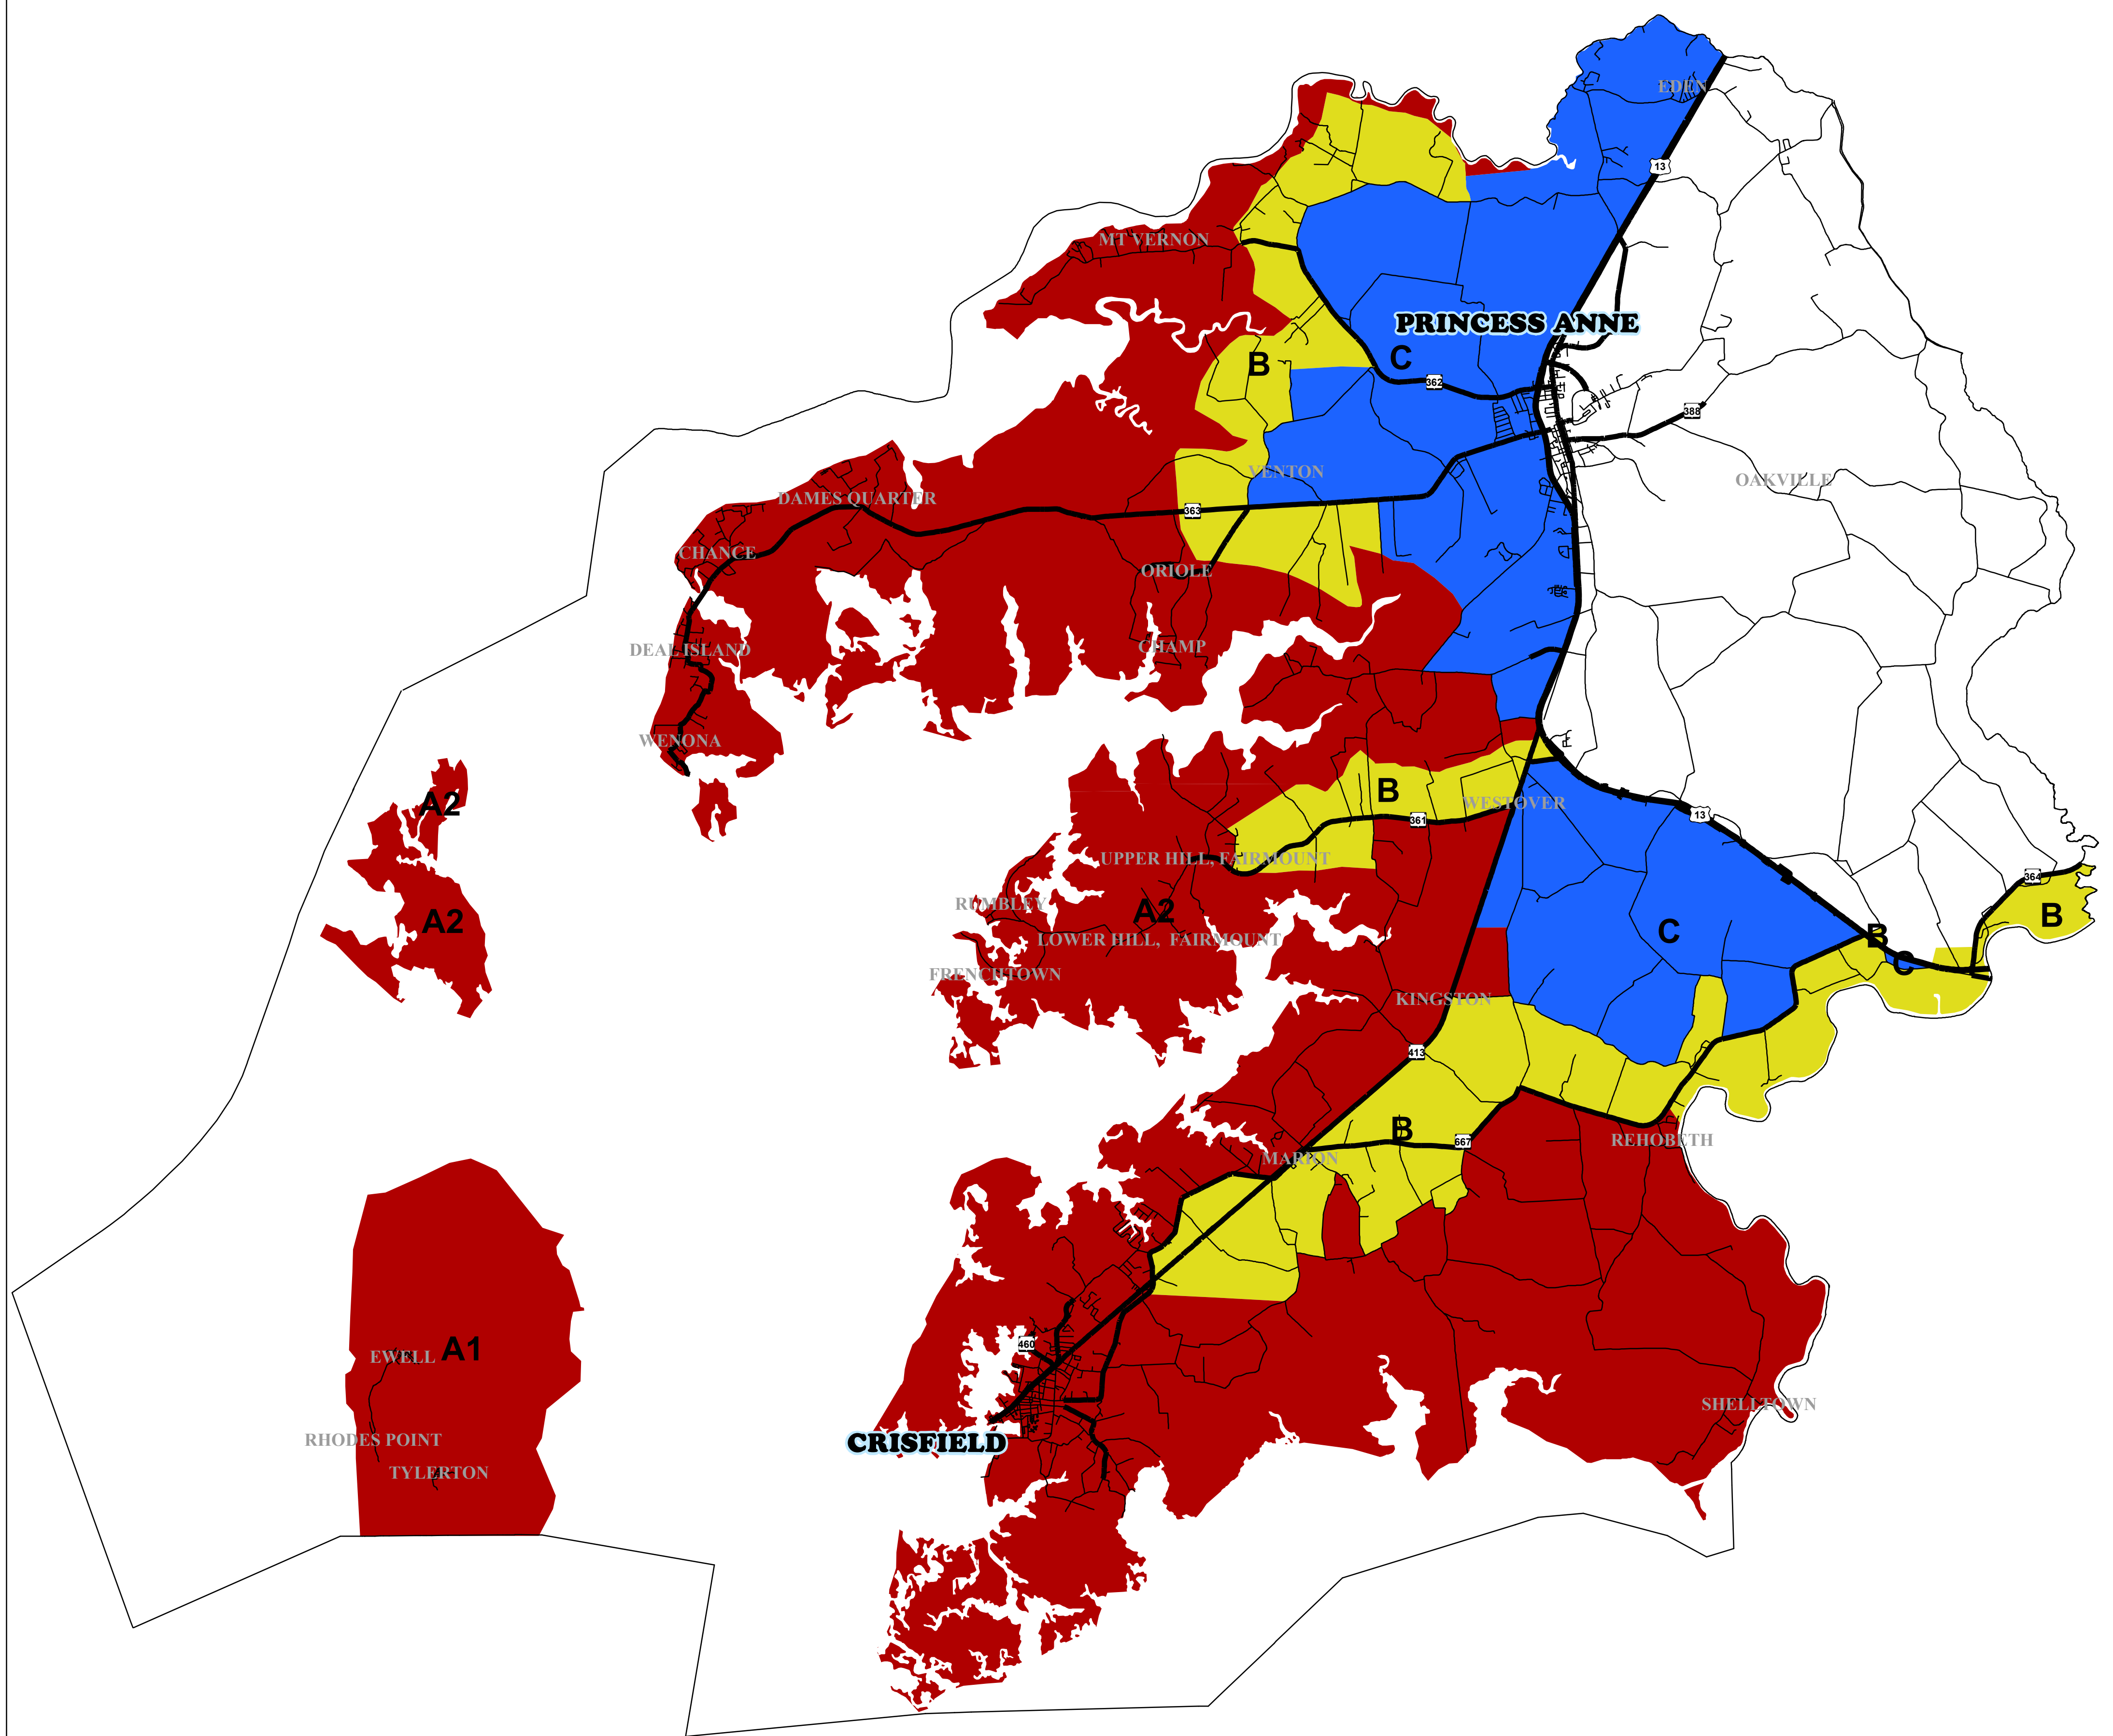 EDEN
13
MT VERNON
PRINCESS ANNE
B
C
362
388
VENTON
OAKVILLE
DAMES QUARTER
363
CHANCE
ORIOLE
CHAMP
DEAL ISLAND
WENONA
B
WESTOVER
A2
361
13
UPPER HILL, FAIRMOUNT
364
RUMBLEY
A2
B
A2
C
B
LOWER HILL, FAIRMOUNT
C
FRENCHTOWN
KINGSTON
413
B
667
REHOBETH
MARION
460
A1
EWELL
SHELLTOWN
RHODES POINT
CRISFIELD
TYLERTON